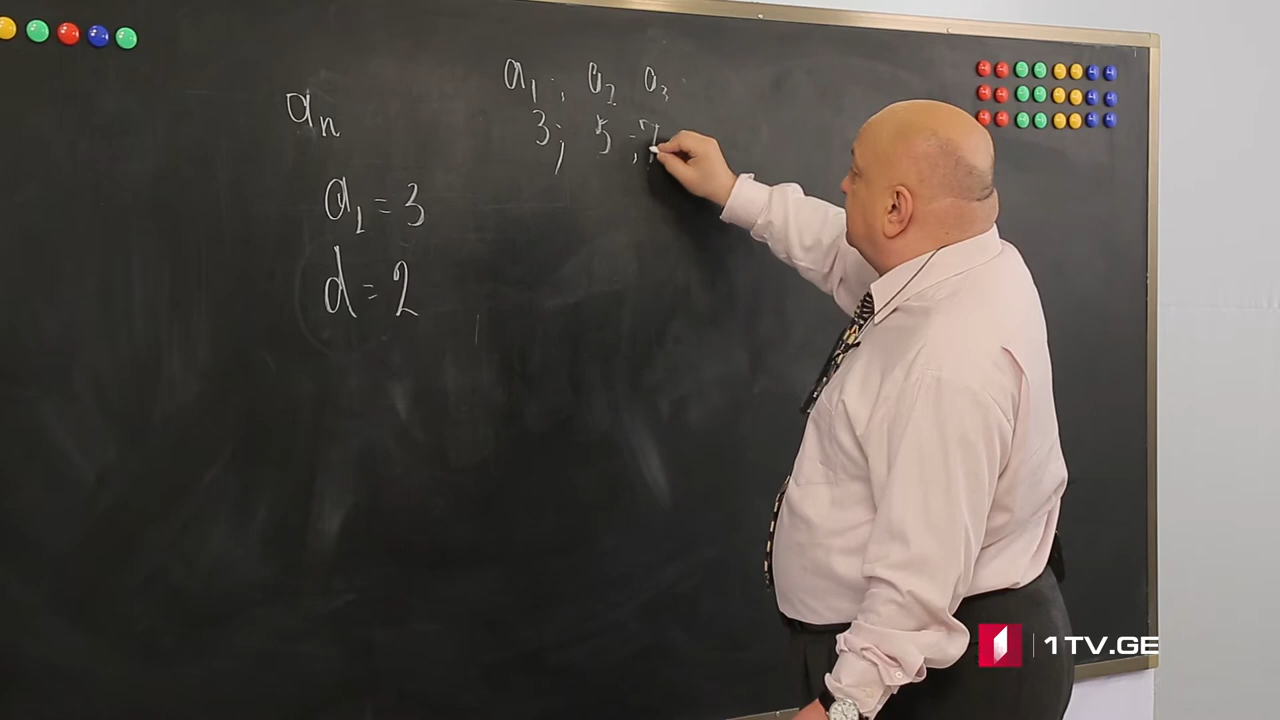 a₁; a₂ a₃
3; 5; 7
aₙ
a₁ = 3
d = 2
1TV.GE